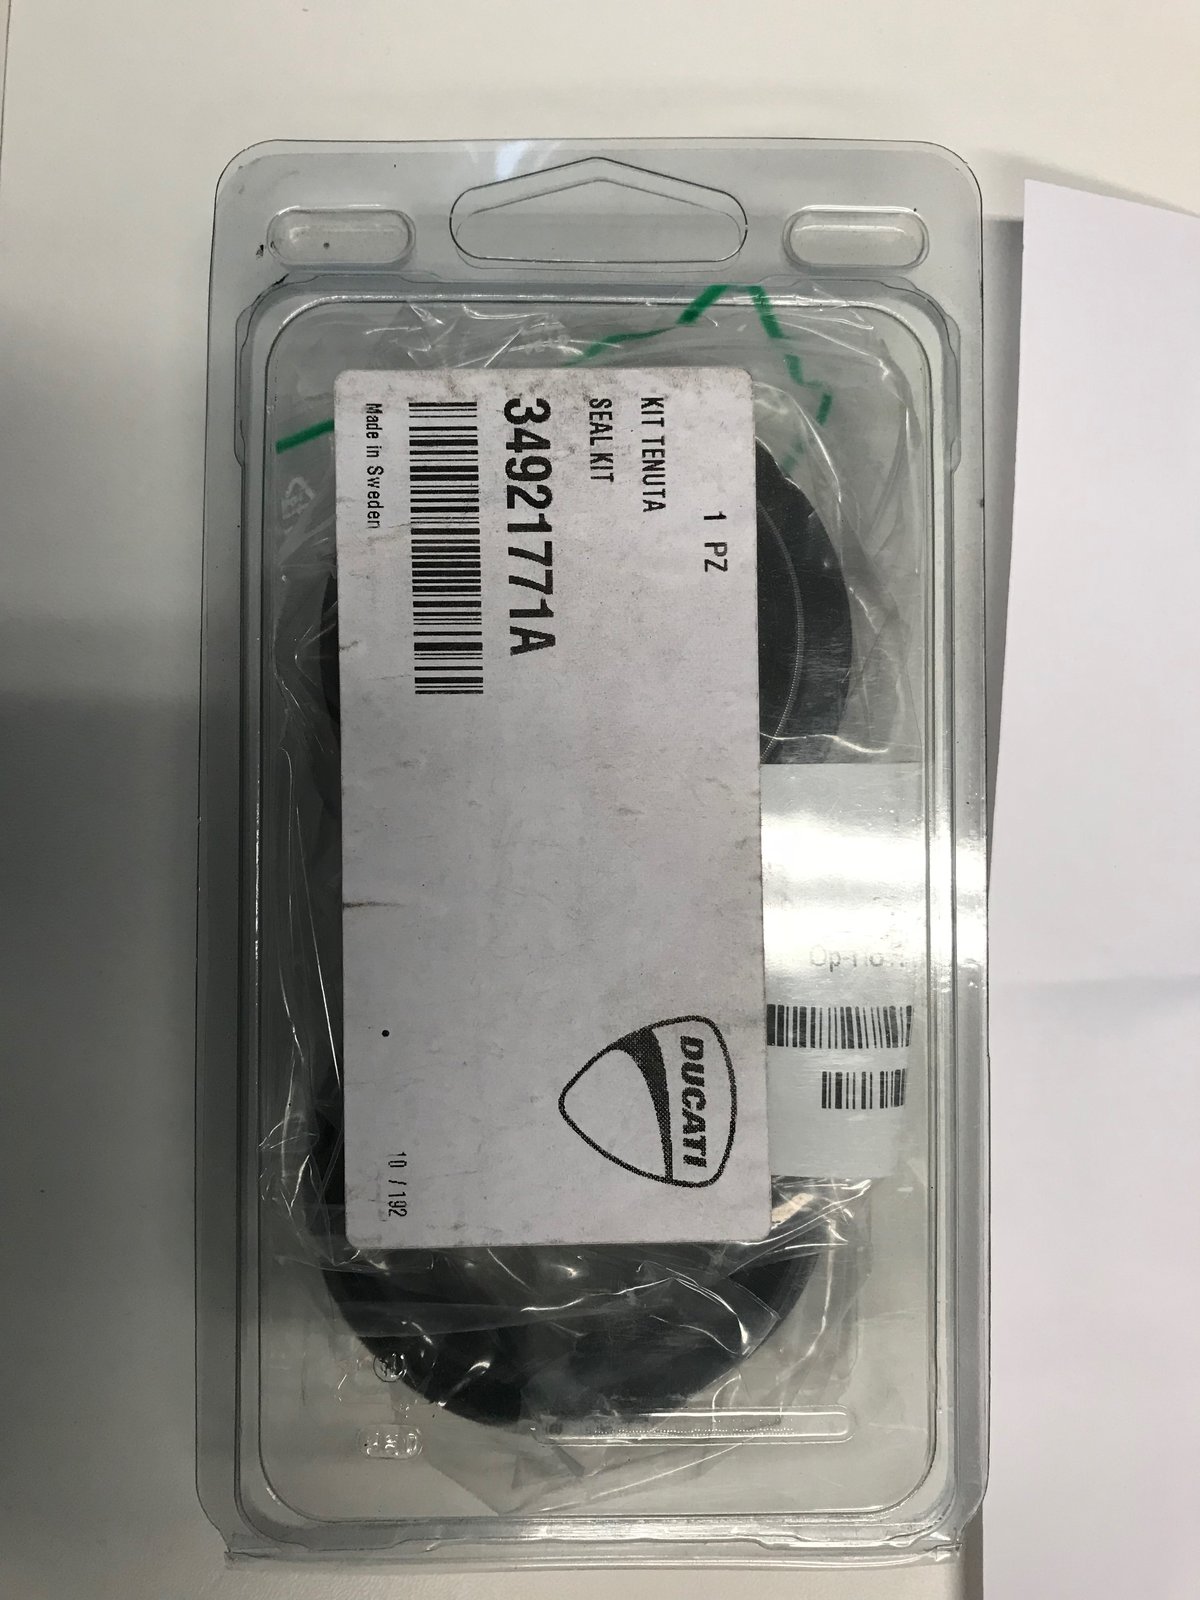 1 PZ
KIT TENUTA
SEAL KIT
34921771A
Made in Sweden
DUCATI
10 / 192